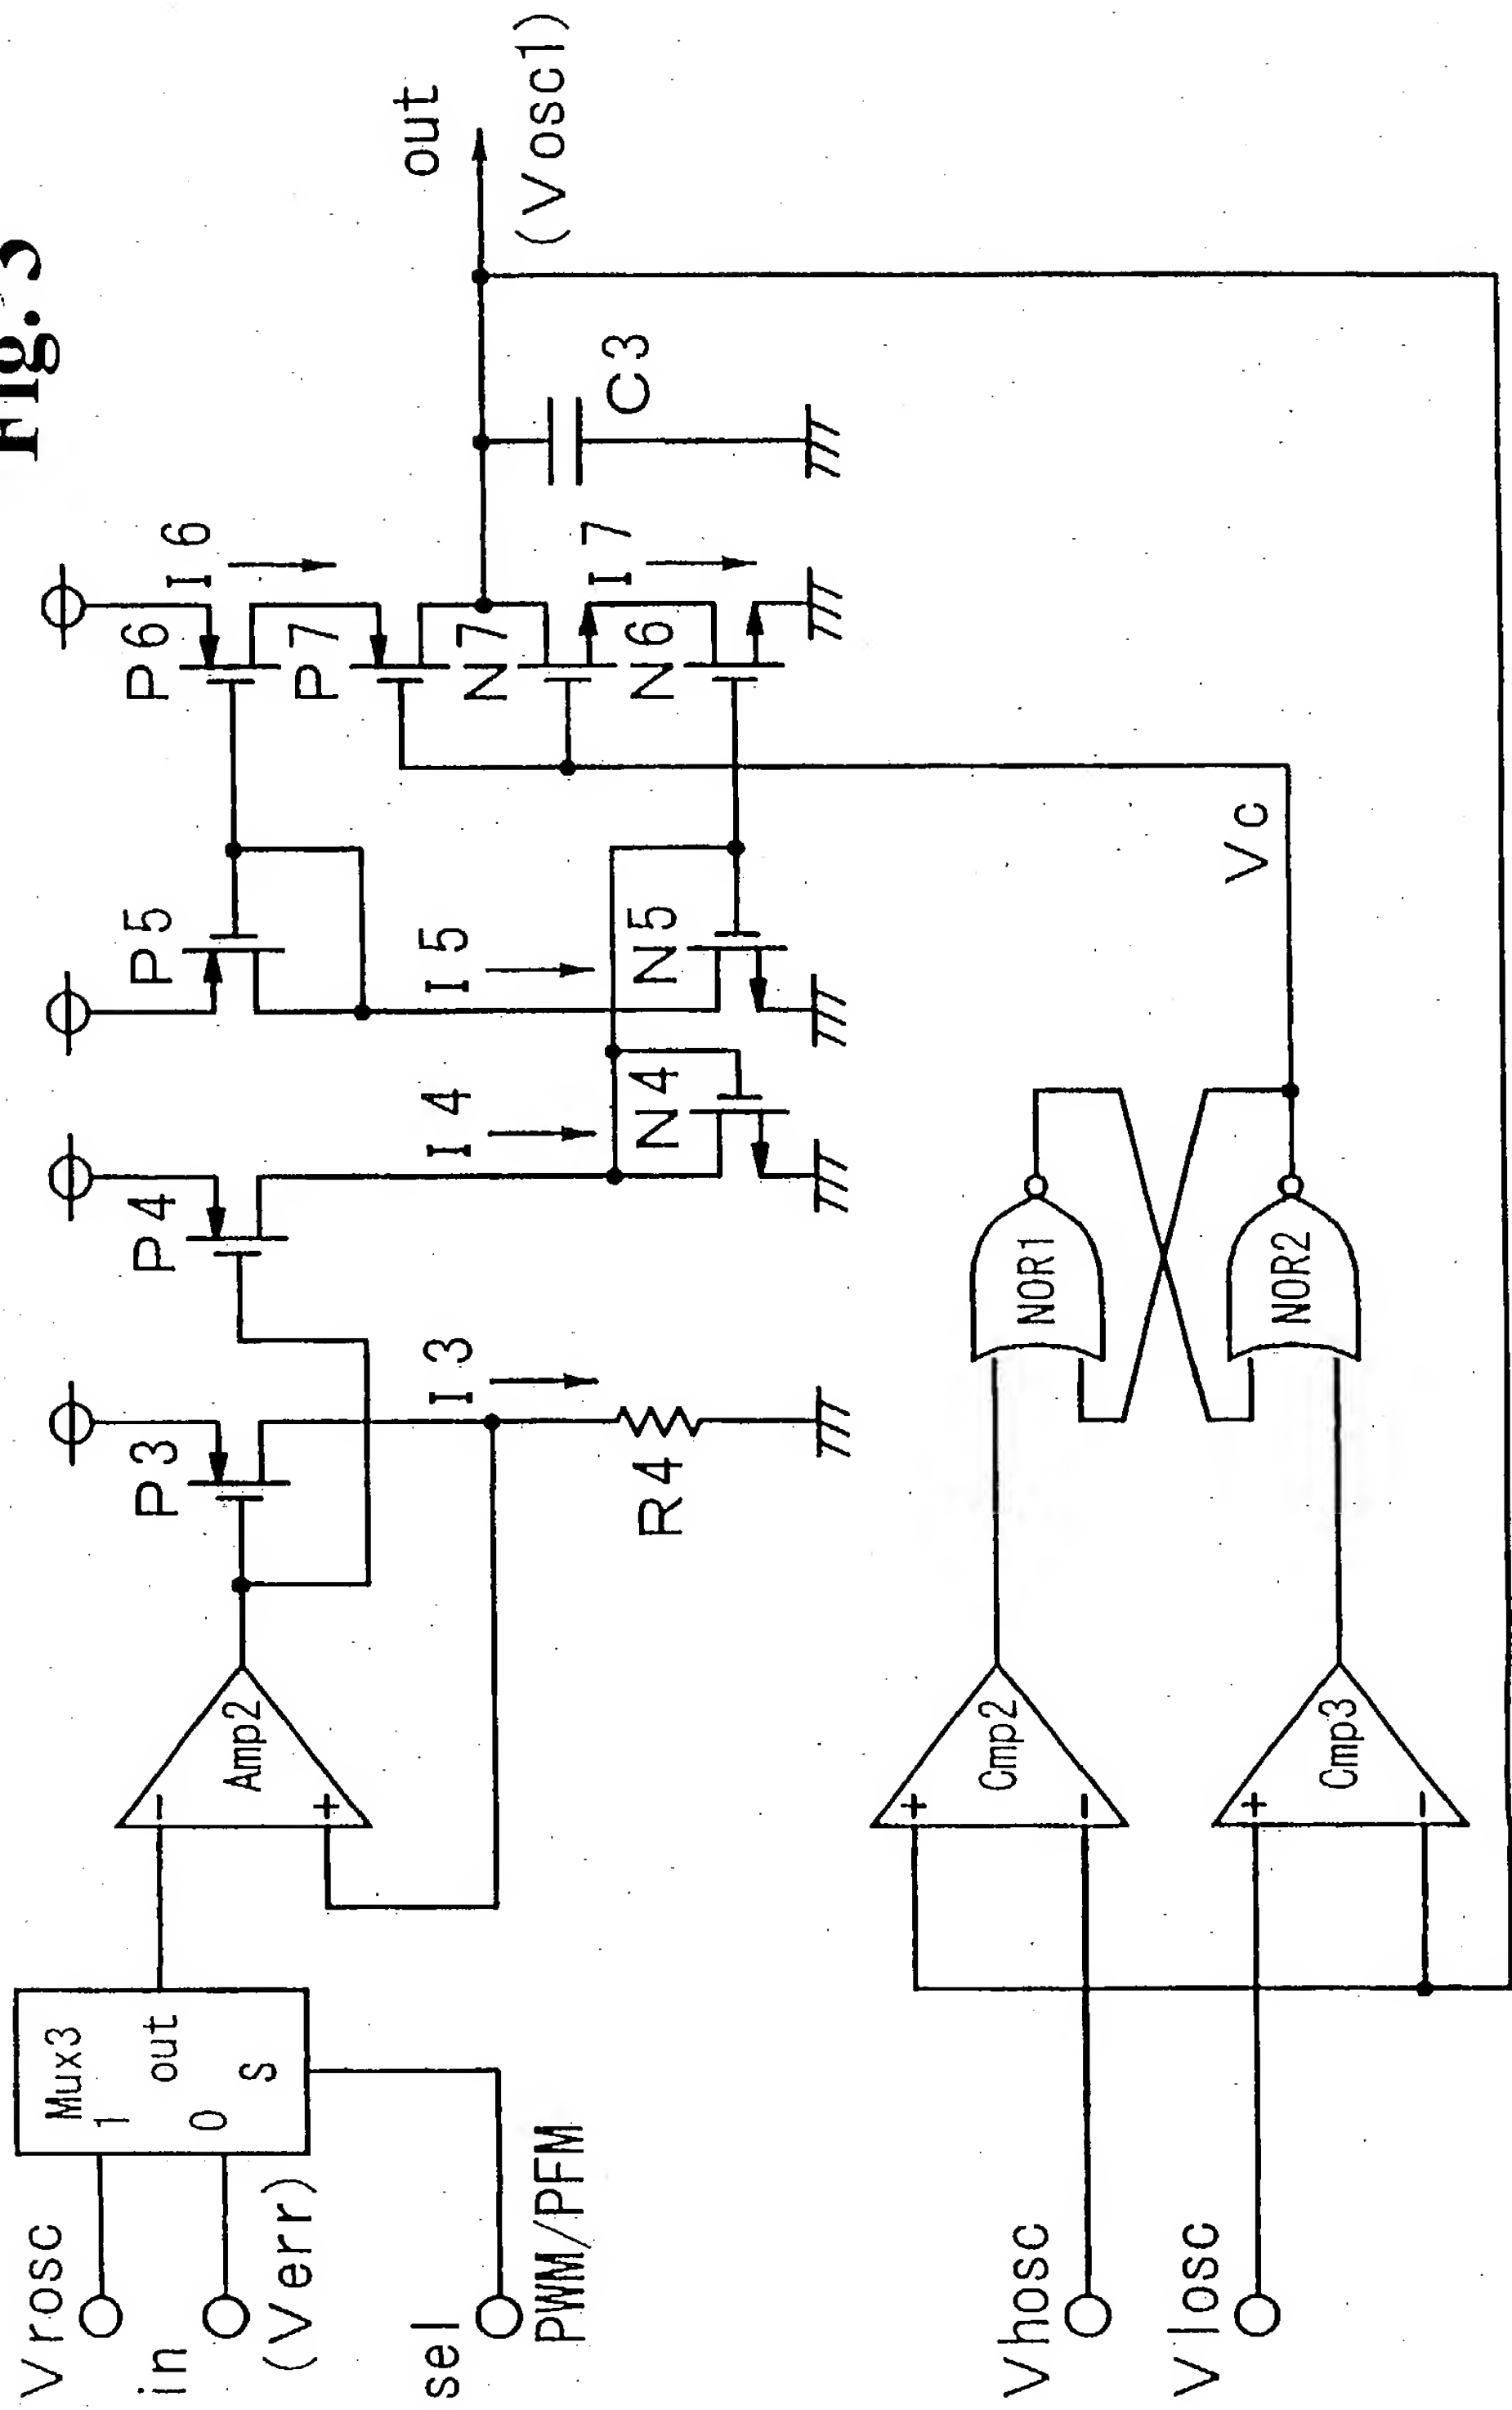 Fig. 5
Vrosc
in
(Verr)
sel
PWM/PFM
Mux3
1
out
0
S
Amp2
-
+
P3
I3
R4
P4
I4
N4
P5
I5
N5
P6
I6
P7
N7
I7
N6
C3
out
(Vosc1)
Vhosc
Vlosc
Cmp2
+
-
Cmp3
+
-
NOR1
NOR2
Vc